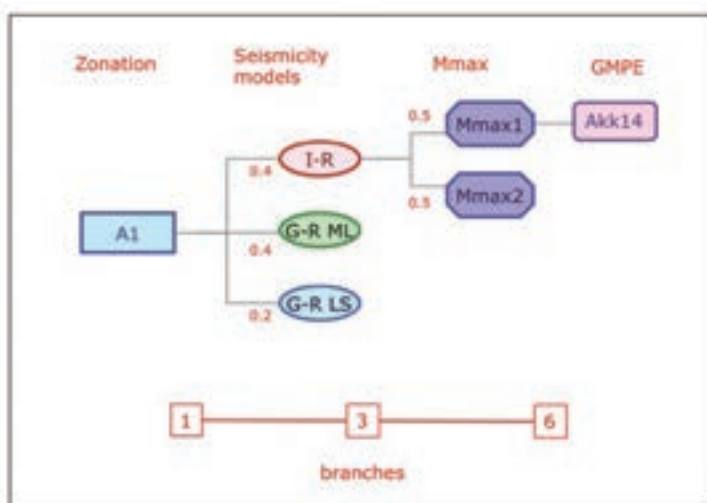 Zonation
Seismicity
models
Mmax
GMPE
0.5
Mmax1
Akk14
I-R
0.4
0.5
Mmax2
A1
G-R ML
0.4
G-R LS
0.2
1
3
6
branches